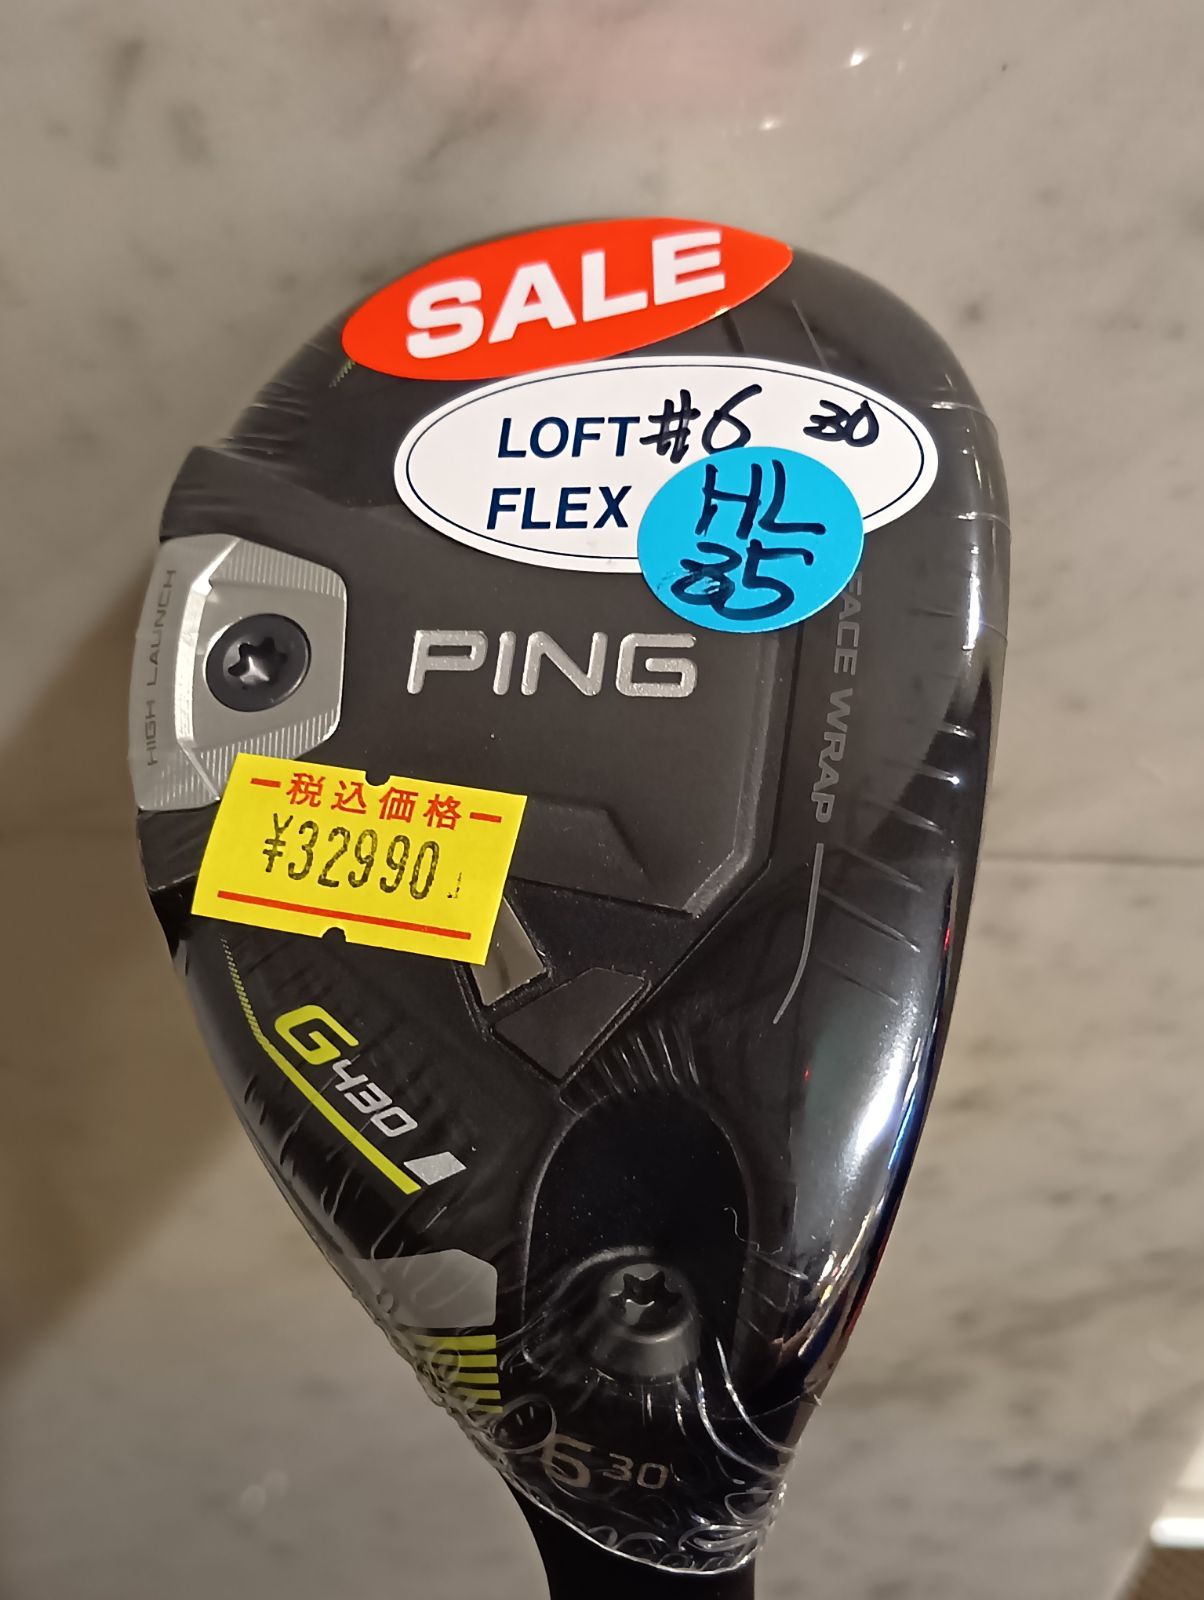 SALE
LOFT #6 30
FLEX HL
85
HIGH LAUNCH
PING
FACE WRAP
－税込価格－
¥32990
G430
6 30